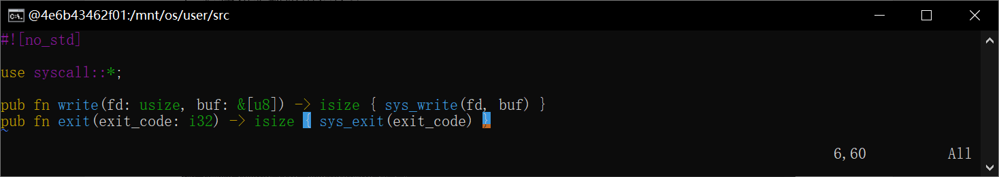 @4e6b43462f01:/mnt/os/user/src
#![no_std]
use syscall::*;
pub fn write(fd: usize, buf: &[u8]) -> isize { sys_write(fd, buf) }
pub fn exit(exit_code: i32) -> isize { sys_exit(exit_code) }
~
6,60 All